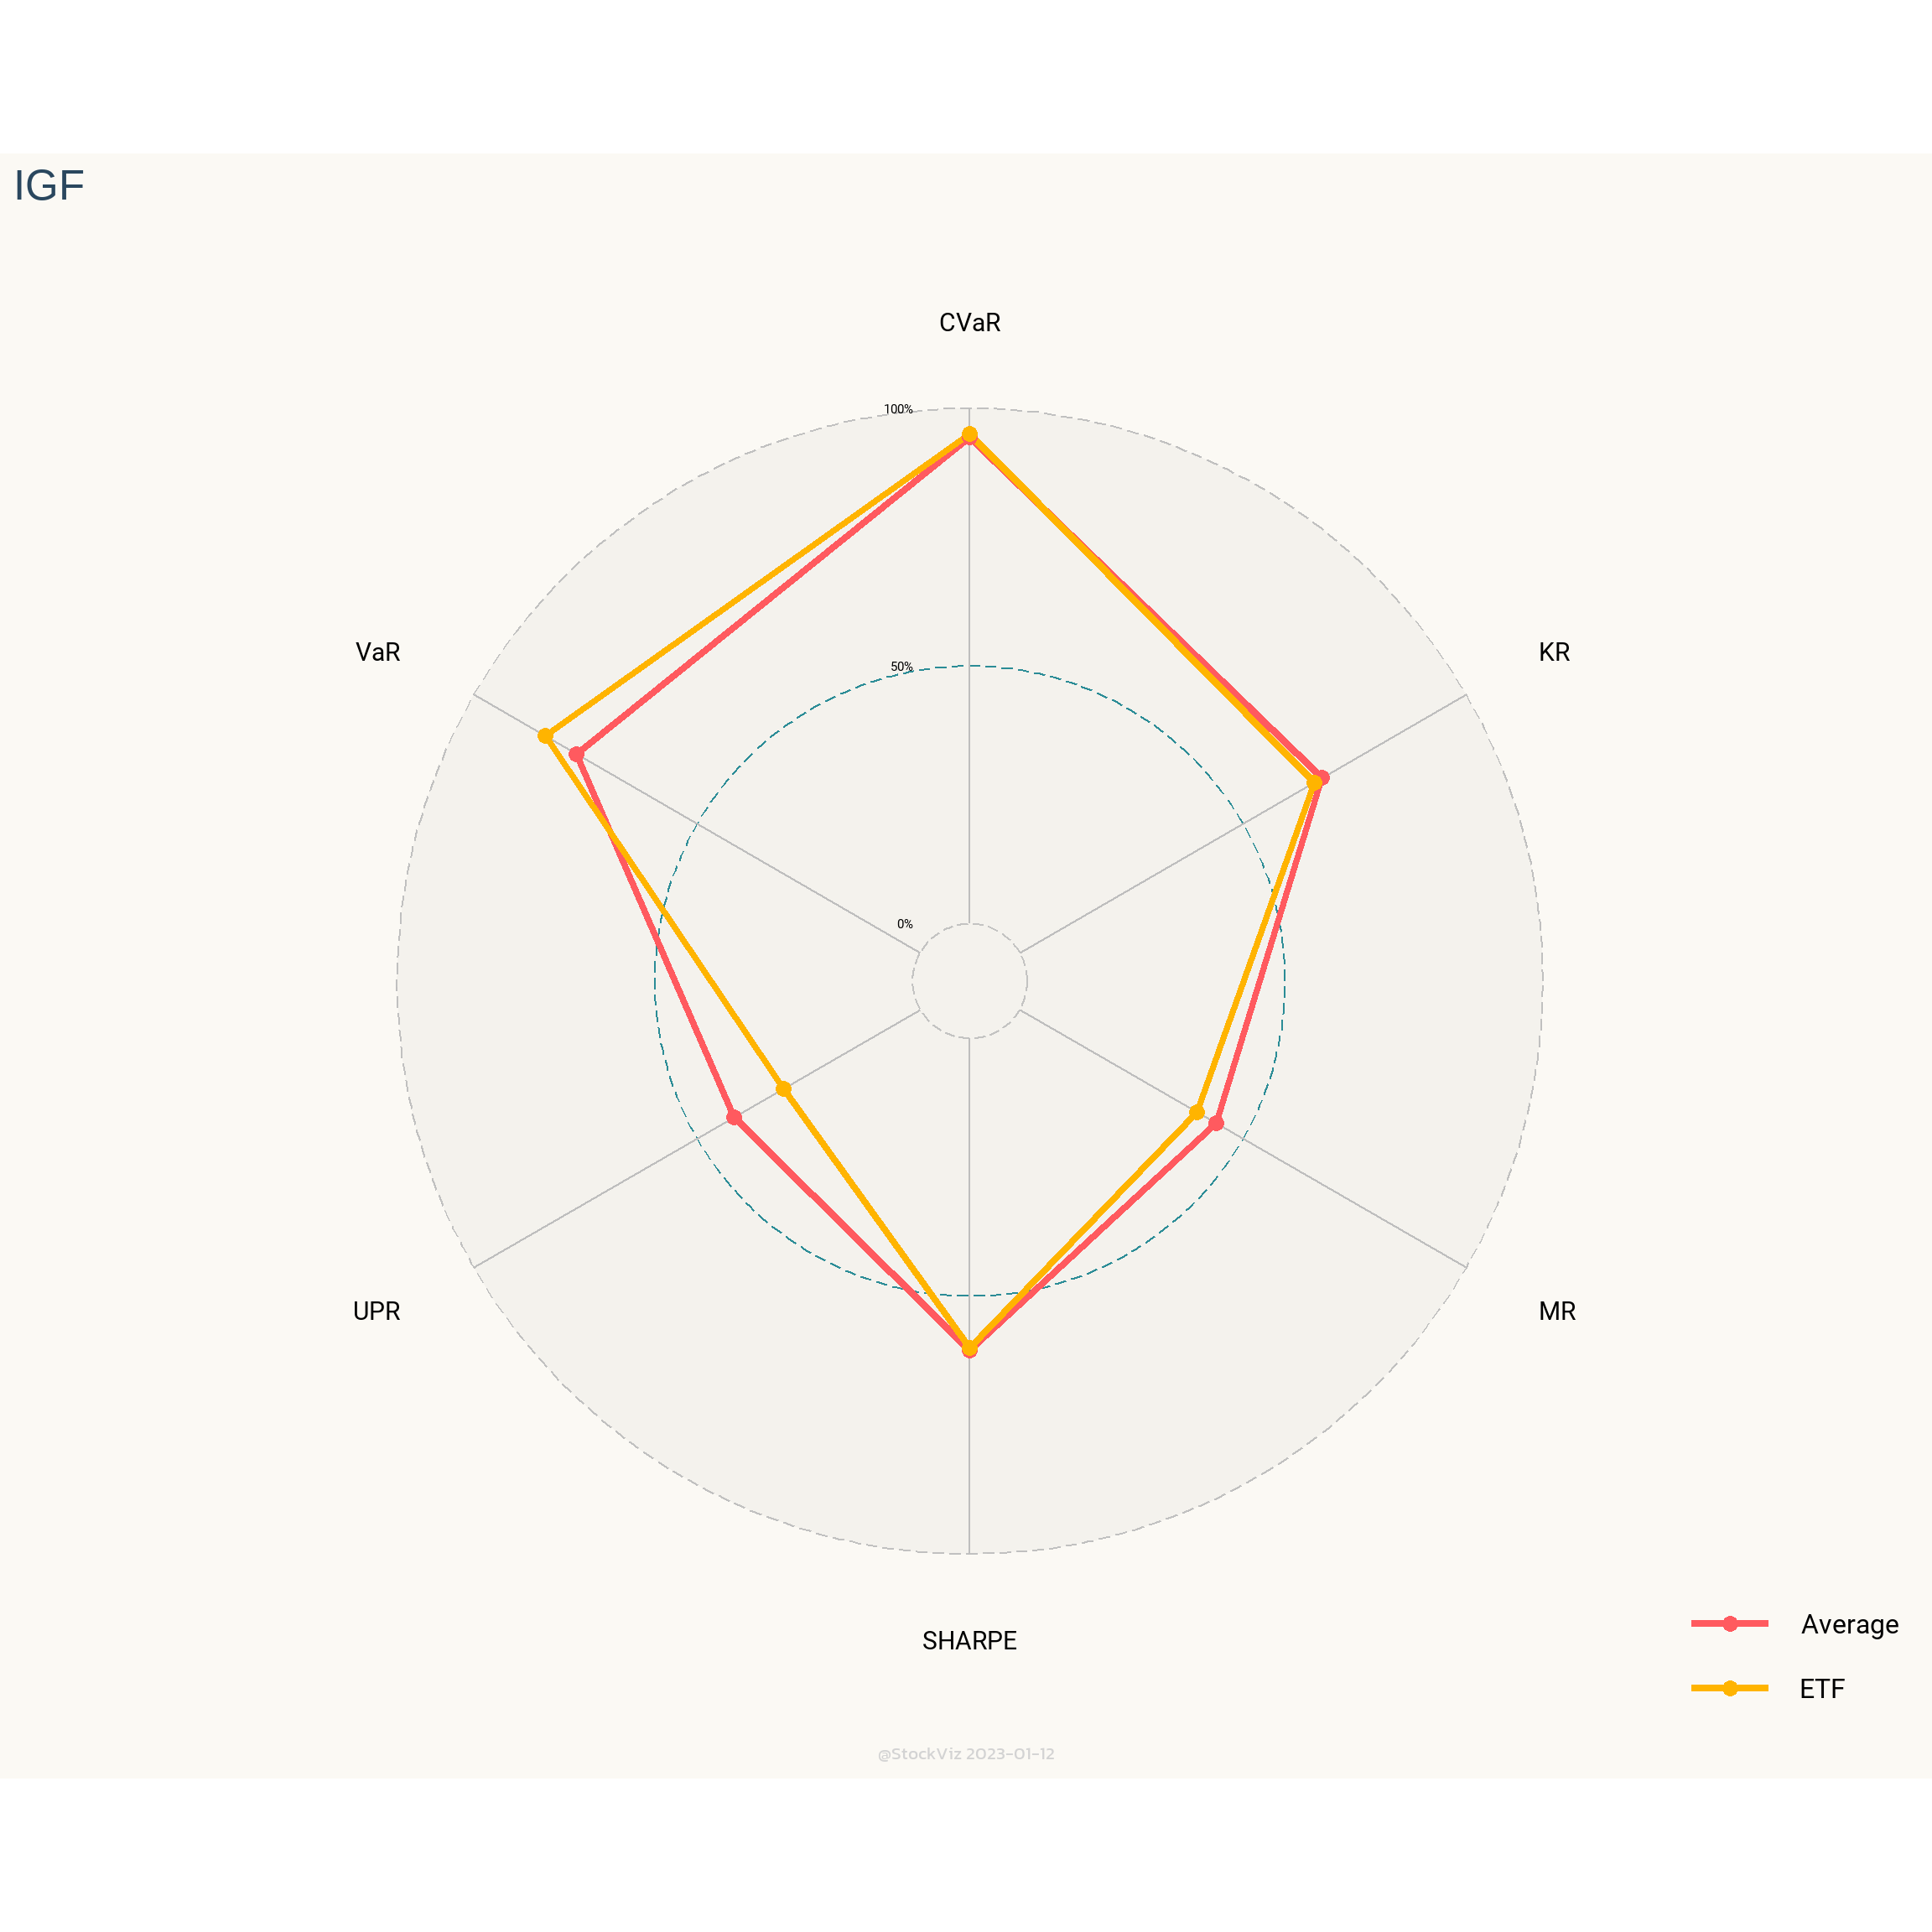 IGF
CVaR
100%
VaR
50%
KR
0%
UPR
MR
SHARPE
Average
ETF
@StockViz 2023-01-12